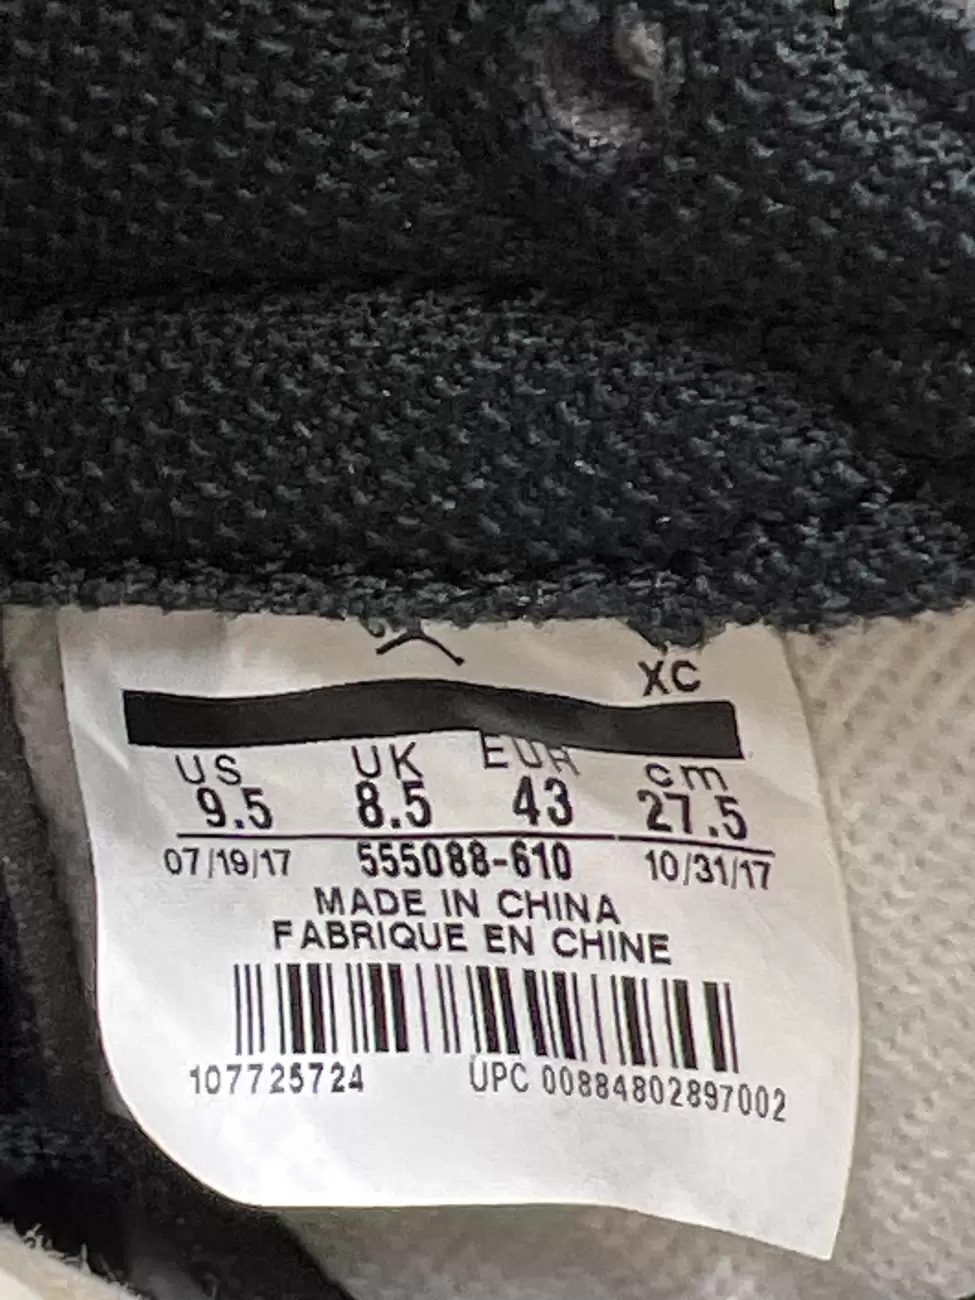 XC
US UK EUR cm
9.5 8.5 43 27.5
07/19/17 555088-610 10/31/17
MADE IN CHINA
FABRIQUE EN CHINE
107725724 UPC 00884802897002